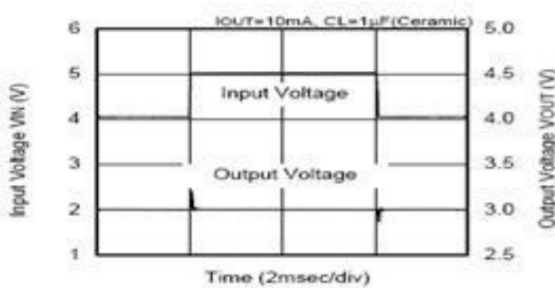 IOUT=10mA, CL=1μF(Ceramic)
6
5
4
3
2
1
Input Voltage VIN (V)
Input Voltage
Output Voltage
5.0
4.5
4.0
3.5
3.0
2.5
Output Voltage VOUT (V)
Time (2msec/div)